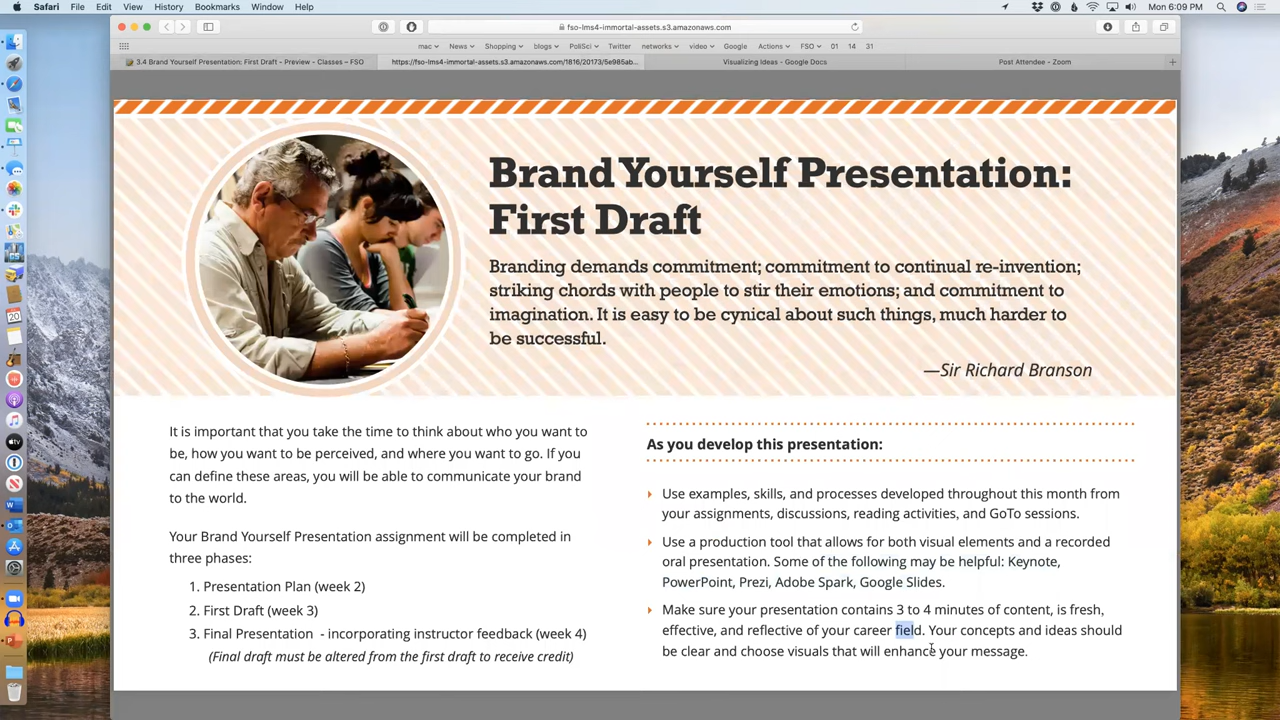 Safari File Edit View History Bookmarks Window Help
Mon 6:09 PM
fso-lms4-immortal-assets.s3.amazonaws.com
mac News Shopping blogs PoliSci Twitter networks video Google Actions FSO 01 14 31
3.4 Brand Yourself Presentation: First Draft - Preview - Classes – FSO
https://fso-lms4-immortal-assets.s3.amazonaws.com/1816/20173/5e985ab...
Visualizing Ideas - Google Docs
Post Attendee - Zoom
Brand Yourself Presentation:
First Draft
Branding demands commitment; commitment to continual re-invention;
striking chords with people to stir their emotions; and commitment to
imagination. It is easy to be cynical about such things, much harder to
be successful.
—Sir Richard Branson
It is important that you take the time to think about who you want to
be, how you want to be perceived, and where you want to go. If you
can define these areas, you will be able to communicate your brand
to the world.
Your Brand Yourself Presentation assignment will be completed in
three phases:
1. Presentation Plan (week 2)
2. First Draft (week 3)
3. Final Presentation - incorporating instructor feedback (week 4)
(Final draft must be altered from the first draft to receive credit)
As you develop this presentation:
Use examples, skills, and processes developed throughout this month from
your assignments, discussions, reading activities, and GoTo sessions.
Use a production tool that allows for both visual elements and a recorded
oral presentation. Some of the following may be helpful: Keynote,
PowerPoint, Prezi, Adobe Spark, Google Slides.
Make sure your presentation contains 3 to 4 minutes of content, is fresh,
effective, and reflective of your career field. Your concepts and ideas should
be clear and choose visuals that will enhance your message.
20